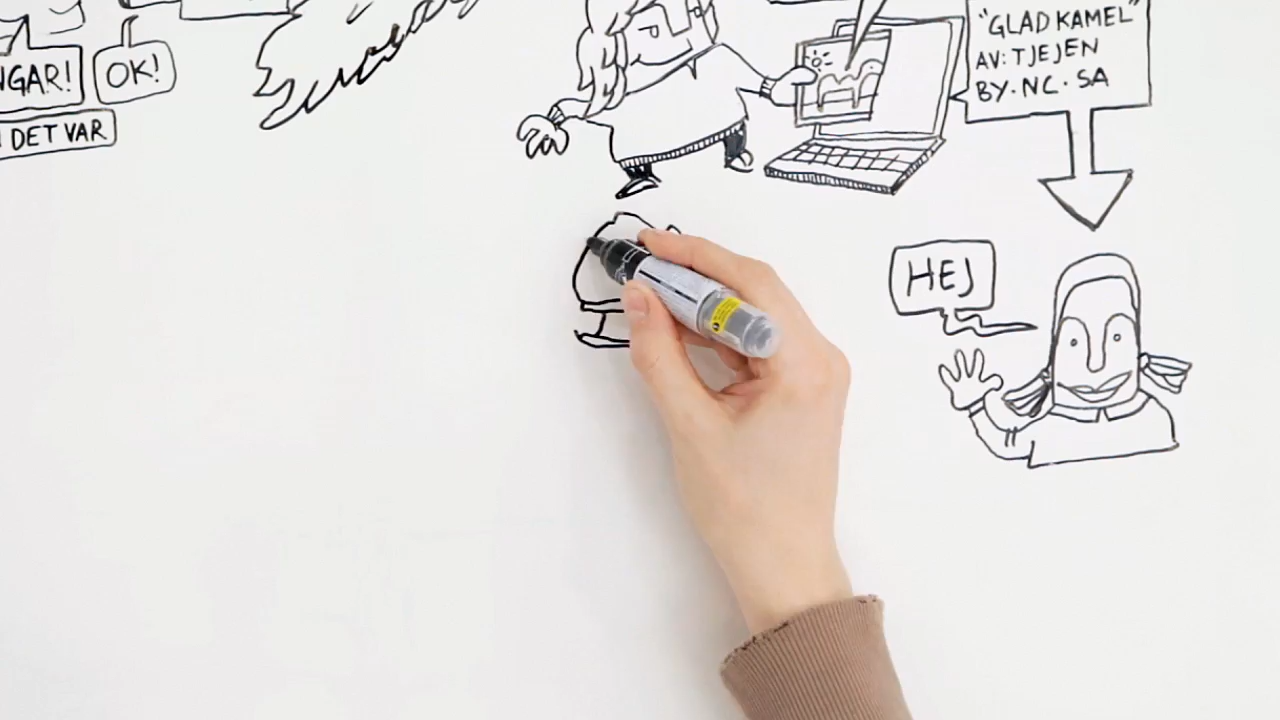 "GLAD KAMEL"
AV: TJEJEN
BY·NC·SA
NGAR!
OK!
DET VAR
HEJ